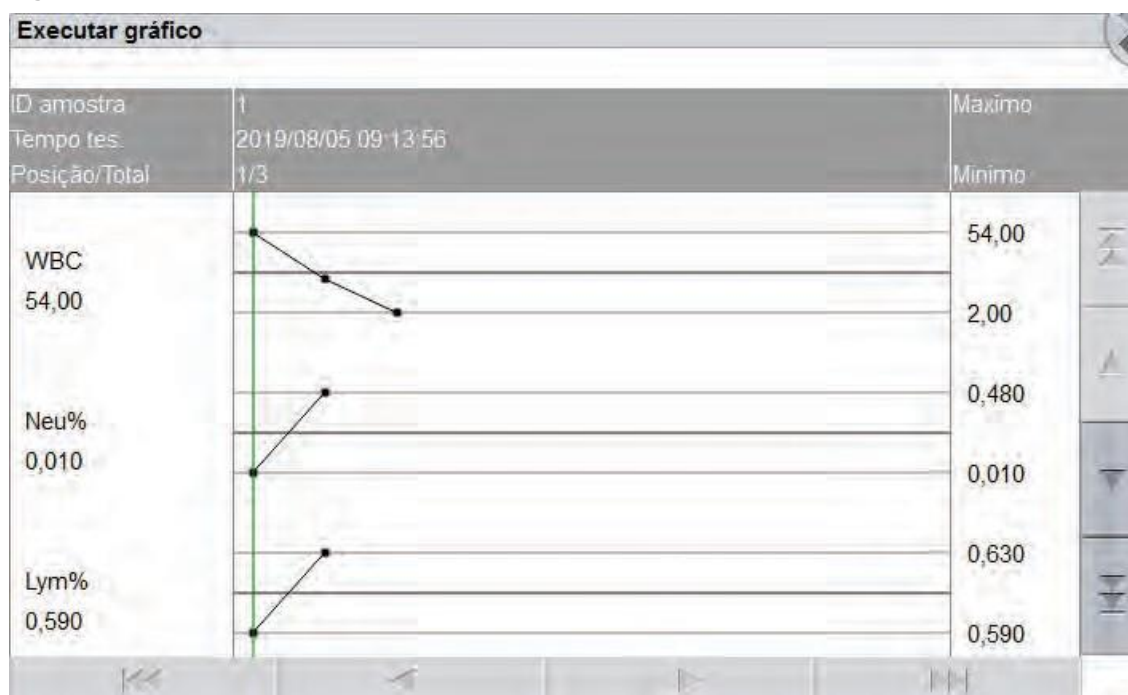 Executar gráfico
ID amostra 1 Maximo
Tempo tes. 2019/08/05 09:13:56
Posição/Total 1/3 Minimo
54,00
WBC
54,00
2,00
0,480
Neu%
0,010
0,010
0,630
Lym%
0,590
0,590